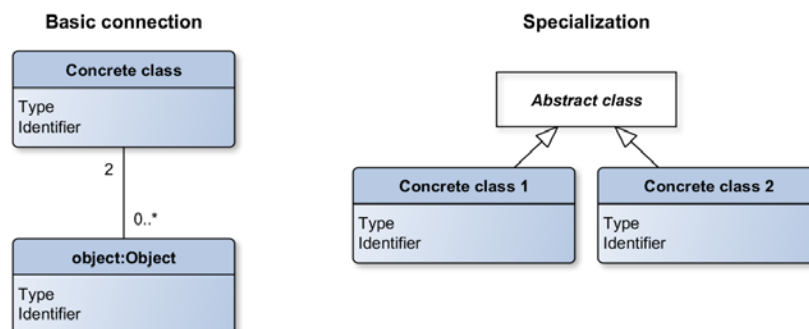 Basic connection
Concrete class
Type
Identifier
2
0..*
object:Object
Type
Identifier
Specialization
Abstract class
Concrete class 1
Type
Identifier
Concrete class 2
Type
Identifier